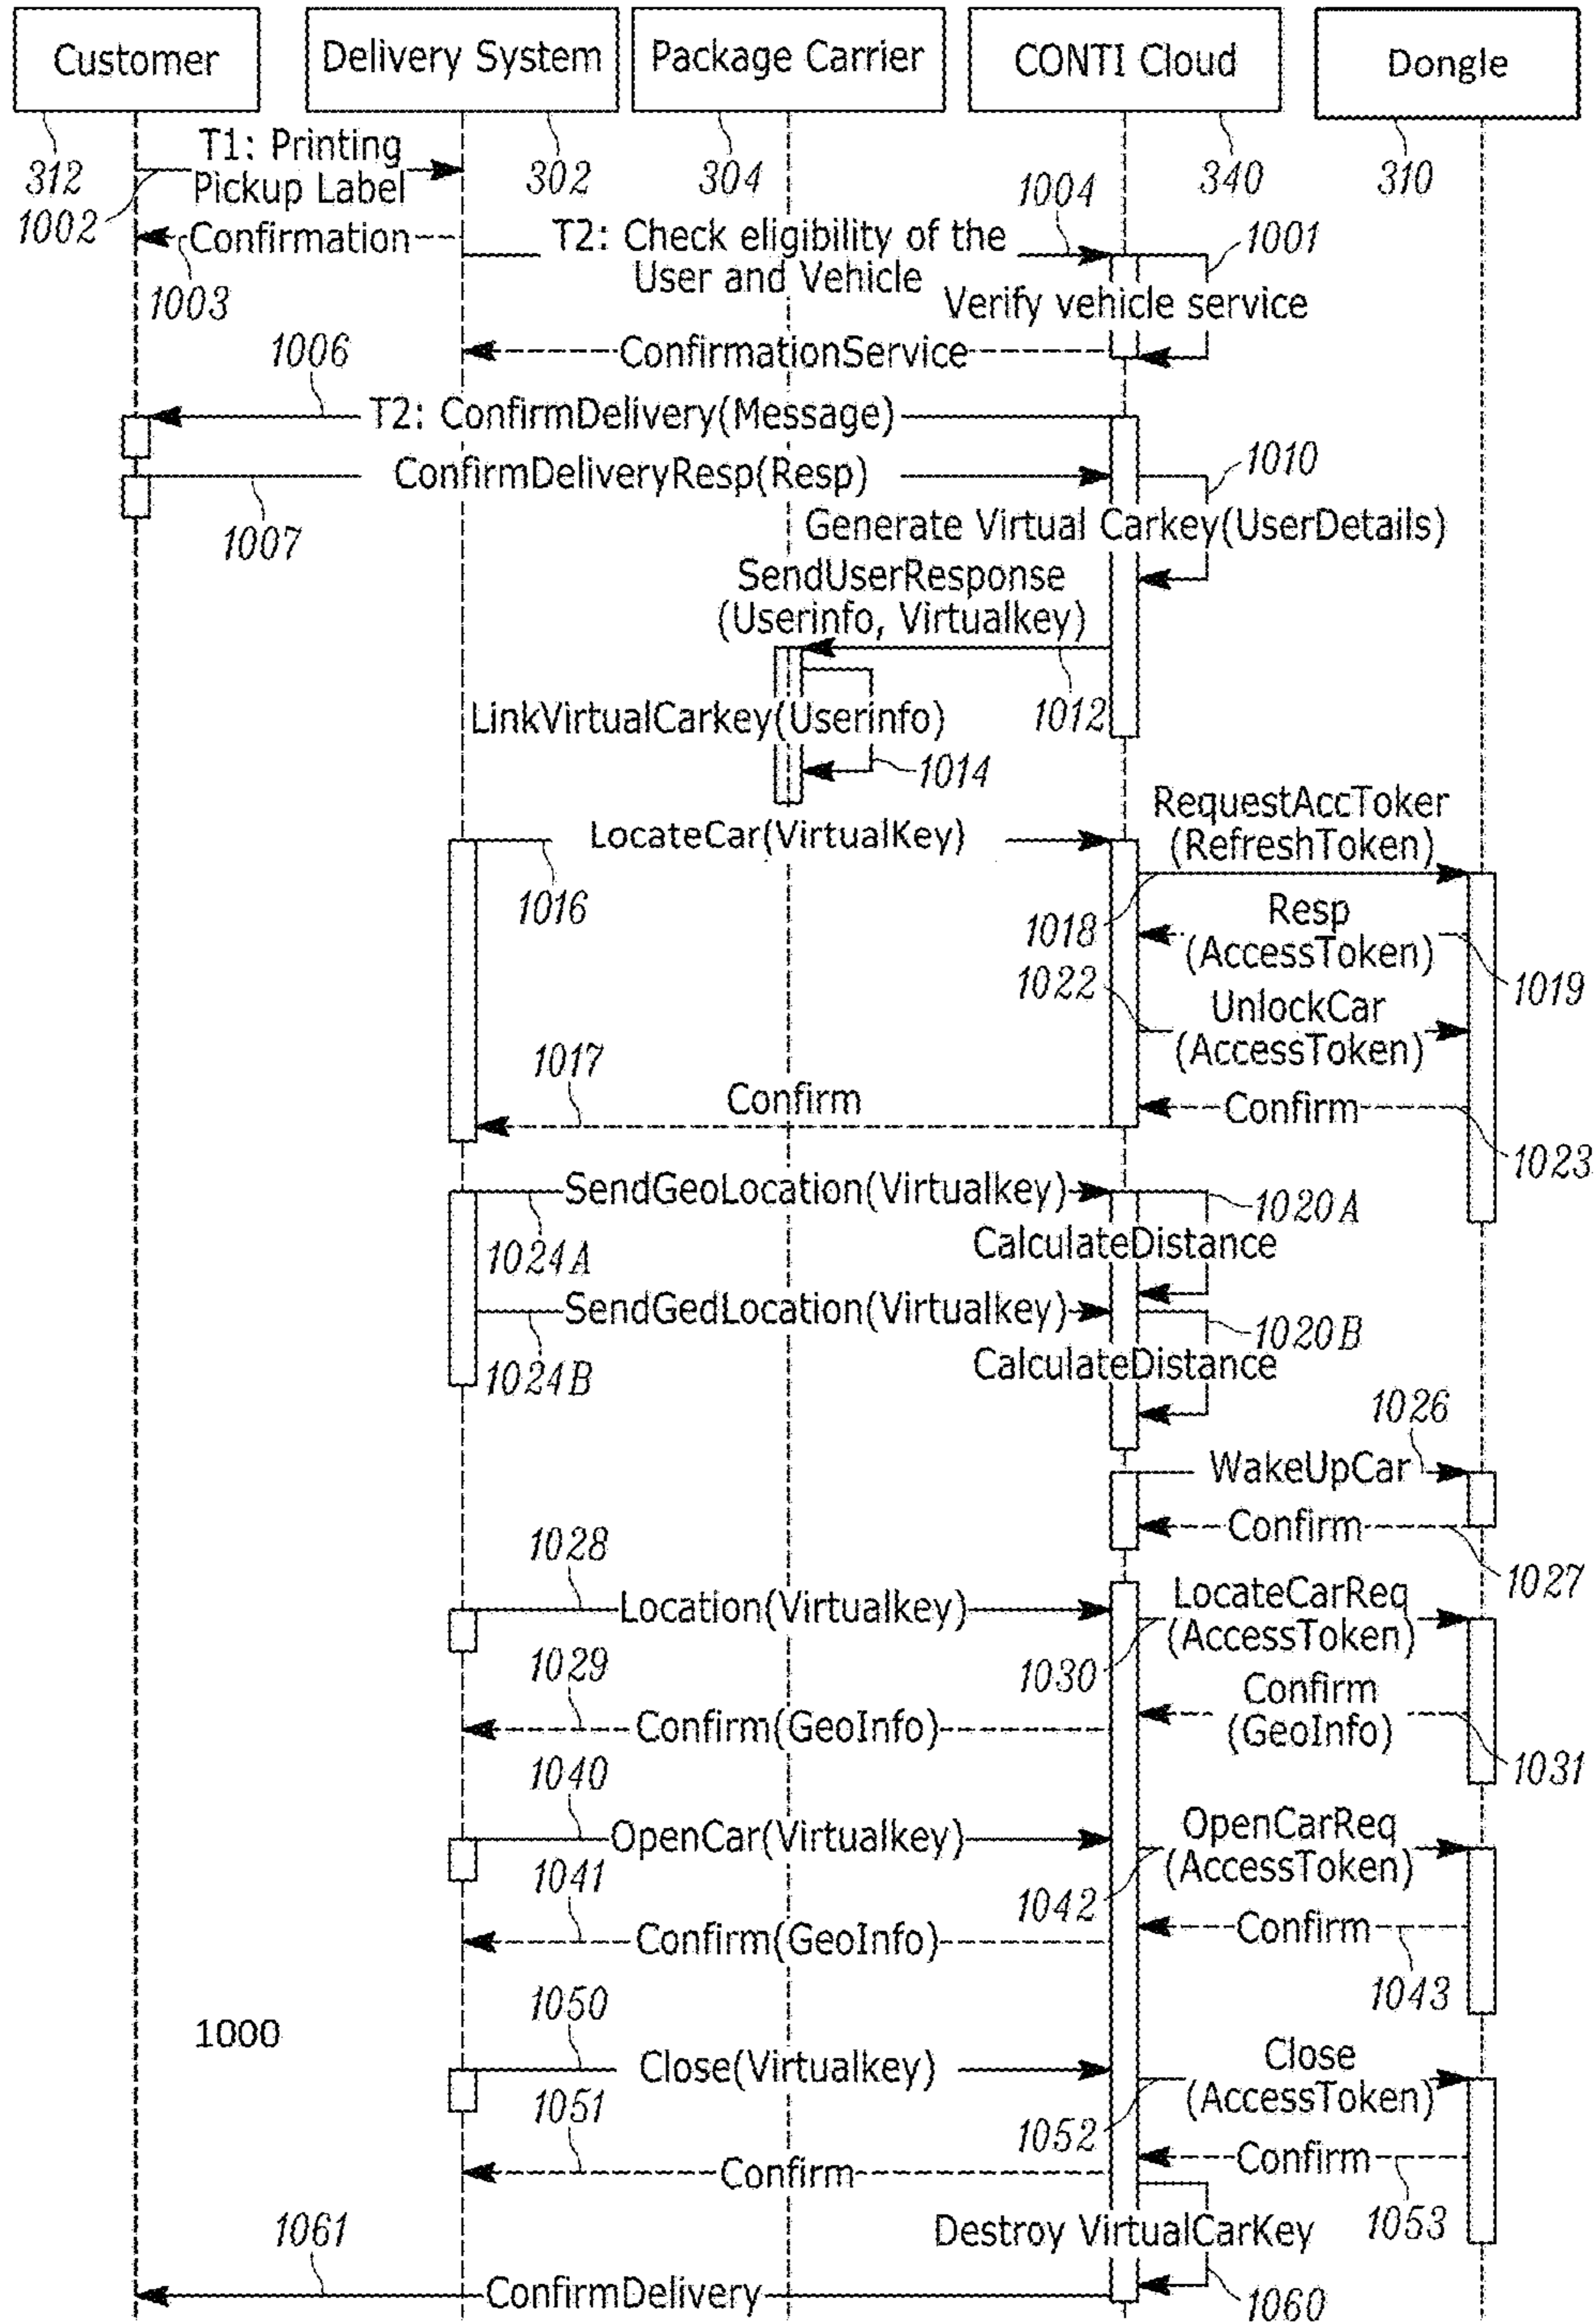 Customer
Delivery System
Package Carrier
CONTI Cloud
Dongle
312
302
304
340
310
T1: Printing
Pickup Label
1002
Confirmation
1003
1004
T2: Check eligibility of the
User and Vehicle
1001
Verify vehicle service
ConfirmationService
1006
T2: ConfirmDelivery(Message)
ConfirmDeliveryResp(Resp)
1007
1010
Generate Virtual Carkey(UserDetails)
SendUserResponse
(Userinfo, Virtualkey)
1012
LinkVirtualCarkey(Userinfo)
1014
LocateCar(VirtualKey)
1016
RequestAccToker
(RefreshToken)
1018
Resp
(AccessToken)
1019
1022
UnlockCar
(AccessToken)
1017
Confirm
Confirm
1023
SendGeoLocation(Virtualkey)
1020A
1024A
CalculateDistance
SendGedLocation(Virtualkey)
1020B
1024B
CalculateDistance
1026
WakeUpCar
Confirm
1027
1028
Location(Virtualkey)
LocateCarReq
(AccessToken)
1029
1030
Confirm(GeoInfo)
Confirm
(GeoInfo)
1031
1040
OpenCar(Virtualkey)
OpenCarReq
(AccessToken)
1041
1042
Confirm(GeoInfo)
Confirm
1043
1000
1050
Close(Virtualkey)
Close
(AccessToken)
1051
1052
Confirm
Confirm
1053
Destroy VirtualCarKey
1061
ConfirmDelivery
1060